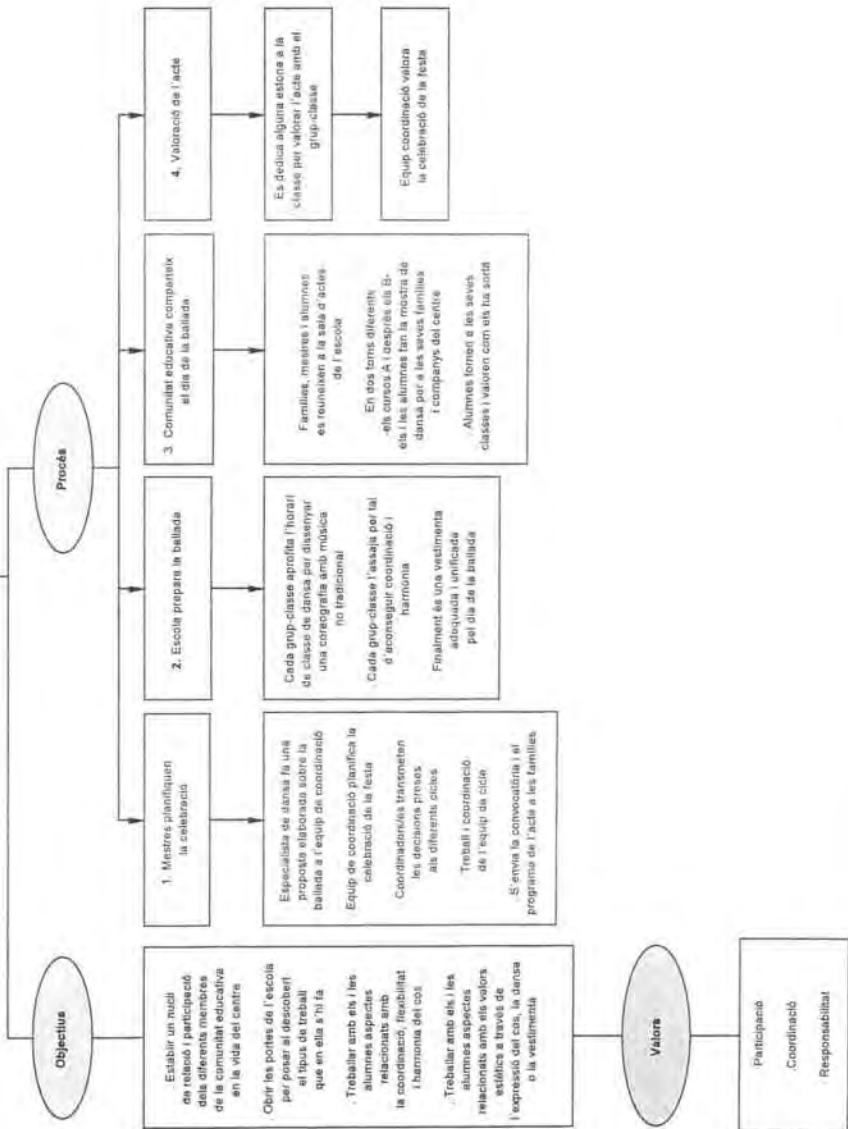 Objectius
. Establir un nucli
de relació i participació
dels diferents membres
de la comunitat educativa
en la vida del centre
. Obrir les portes de l'escola
per posar al descobert
el tipus de treball
que en ella s'hi fa
. Treballar amb els i les
alumnes aspectes
relacionats amb
la coordinació, flexibilitat
i harmonia del cos
. Treballar amb els i les
alumnes aspectes
relacionats amb els valors
estètics a través de
l expressió del cos, la dansa
o la vestimenta
Valors
Participació
.Coordinació
Responsabilitat
Procés
1. Mestres planifiquen
la celebració
Especialista de dansa fa una
proposta elaborada sobre la
ballada a l'equip de coordinació
. Equip de coordinació planifica la
celebració de la festa
Coordinadors/es transmeten
les decisions preses
als diferents cicles
Treball i coordinació
de l'equip de cicle
. S'envia la convocatòria i el
programa de l'acte a les famílies
2. Escola prepara la ballada
. Cada grup-classe aprofita l'horari
de classe de dansa per dissenyar
una coreografia amb música
no tradicional
. Cada grup-classe l'assaja per tal
d'aconseguir coordinació i
harmonia
Finalment és una vestimenta
adequada i unificada
pel dia de la ballada
3. Comunitat educativa comparteix
el dia de la ballada
Famílies, mestres i alumnes
es reuneixen a la sala d'actes
de l'escola
En dos torns diferents
-els cursos A i després els B-
els i les alumnes fan la mostra de
dansa per a les seves famílies
i companys del centre
Alumnes tornen a les seves
classes i valoren com els ha sortit
4. Valoració de l'acte
Es dedica alguna estona a la
classe per valorar l'acte amb el
grup-classe
Equip coordinació valora
la celebració de la festa